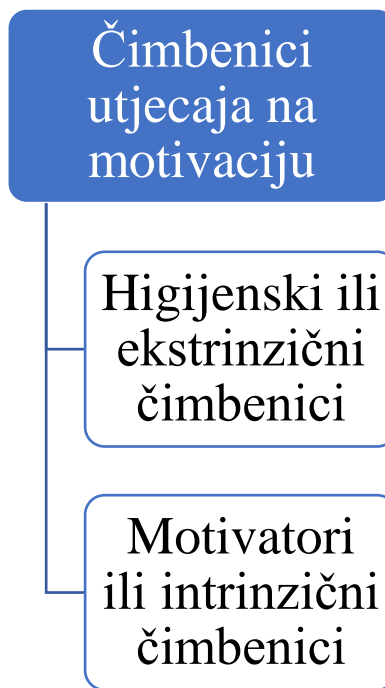 Čimbenici
utjecaja na
motivaciju
Higijenski ili
ekstrinzični
čimbenici
Motivatori
ili intrinzični
čimbenici